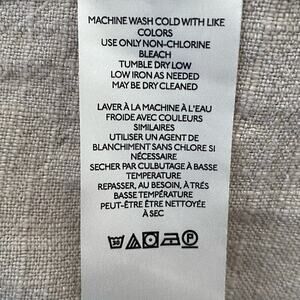 MACHINE WASH COLD WITH LIKE
COLORS
USE ONLY NON-CHLORINE
BLEACH
TUMBLE DRY LOW
LOW IRON AS NEEDED
MAY BE DRY CLEANED
LAVER À LA MACHINE À L'EAU
FROIDE AVEC COULEURS
SIMILAIRES
UTILISER UN AGENT DE
BLANCHIMENT SANS CHLORE SI
NÉCESSAIRE
SECHER PAR CULBUTAGE À BASSE
TEMPERATURE
REPASSER, AU BESOIN, À TRÉS
BASSE TEMPÉRATURE
PEUT-ÊTRE ÊTRE NETTOYÉE
À SEC